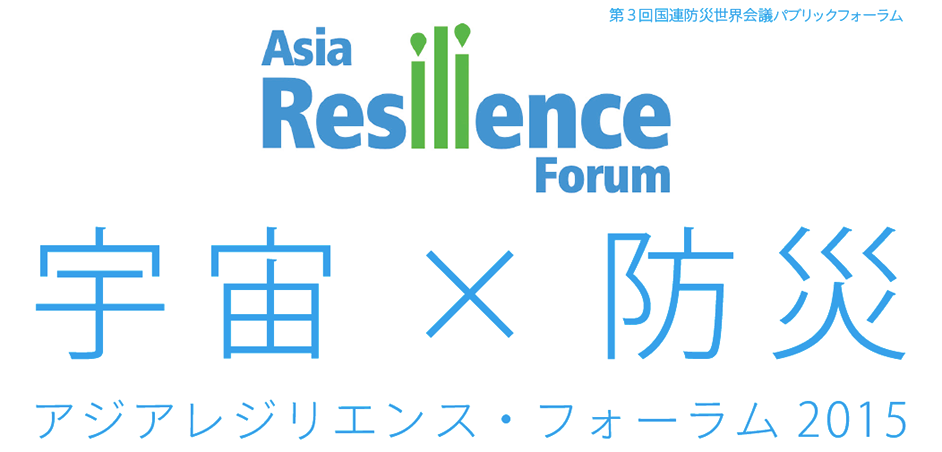 第３回国連防災世界会議パブリックフォーラム
Asia
Resilience
Forum
宇宙×防災
アジアレジリエンス・フォーラム 2015